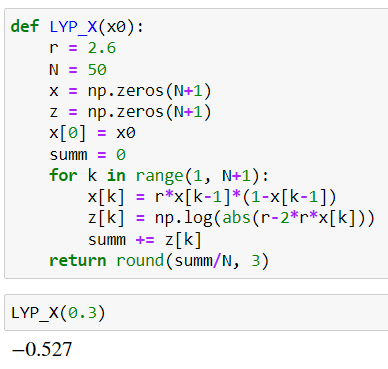 def LYP_X(x0):
    r = 2.6
    N = 50
    x = np.zeros(N+1)
    z = np.zeros(N+1)
    x[0] = x0
    summ = 0
    for k in range(1, N+1):
        x[k] = r*x[k-1]*(1-x[k-1])
        z[k] = np.log(abs(r-2*r*x[k]))
        summ += z[k]
    return round(summ/N, 3)
LYP_X(0.3)
−0.527